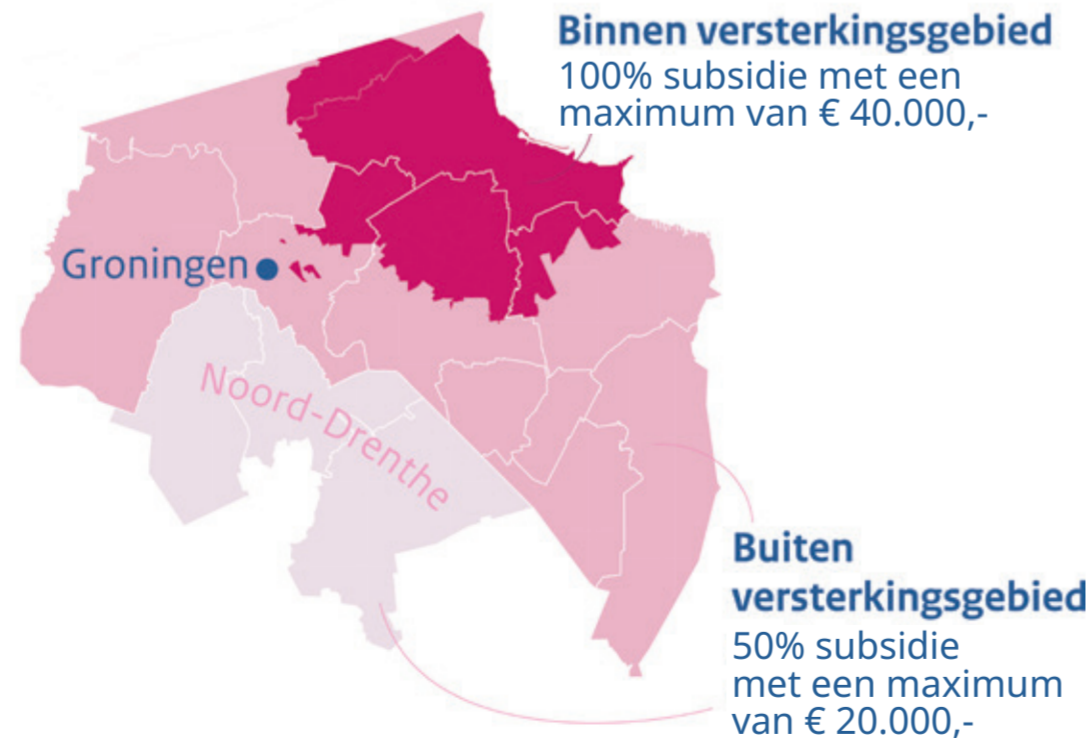 Binnen versterkingsgebied
100% subsidie met een
maximum van € 40.000,-
Groningen
Noord-Drenthe
Buiten
versterkingsgebied
50% subsidie
met een maximum
van € 20.000,-